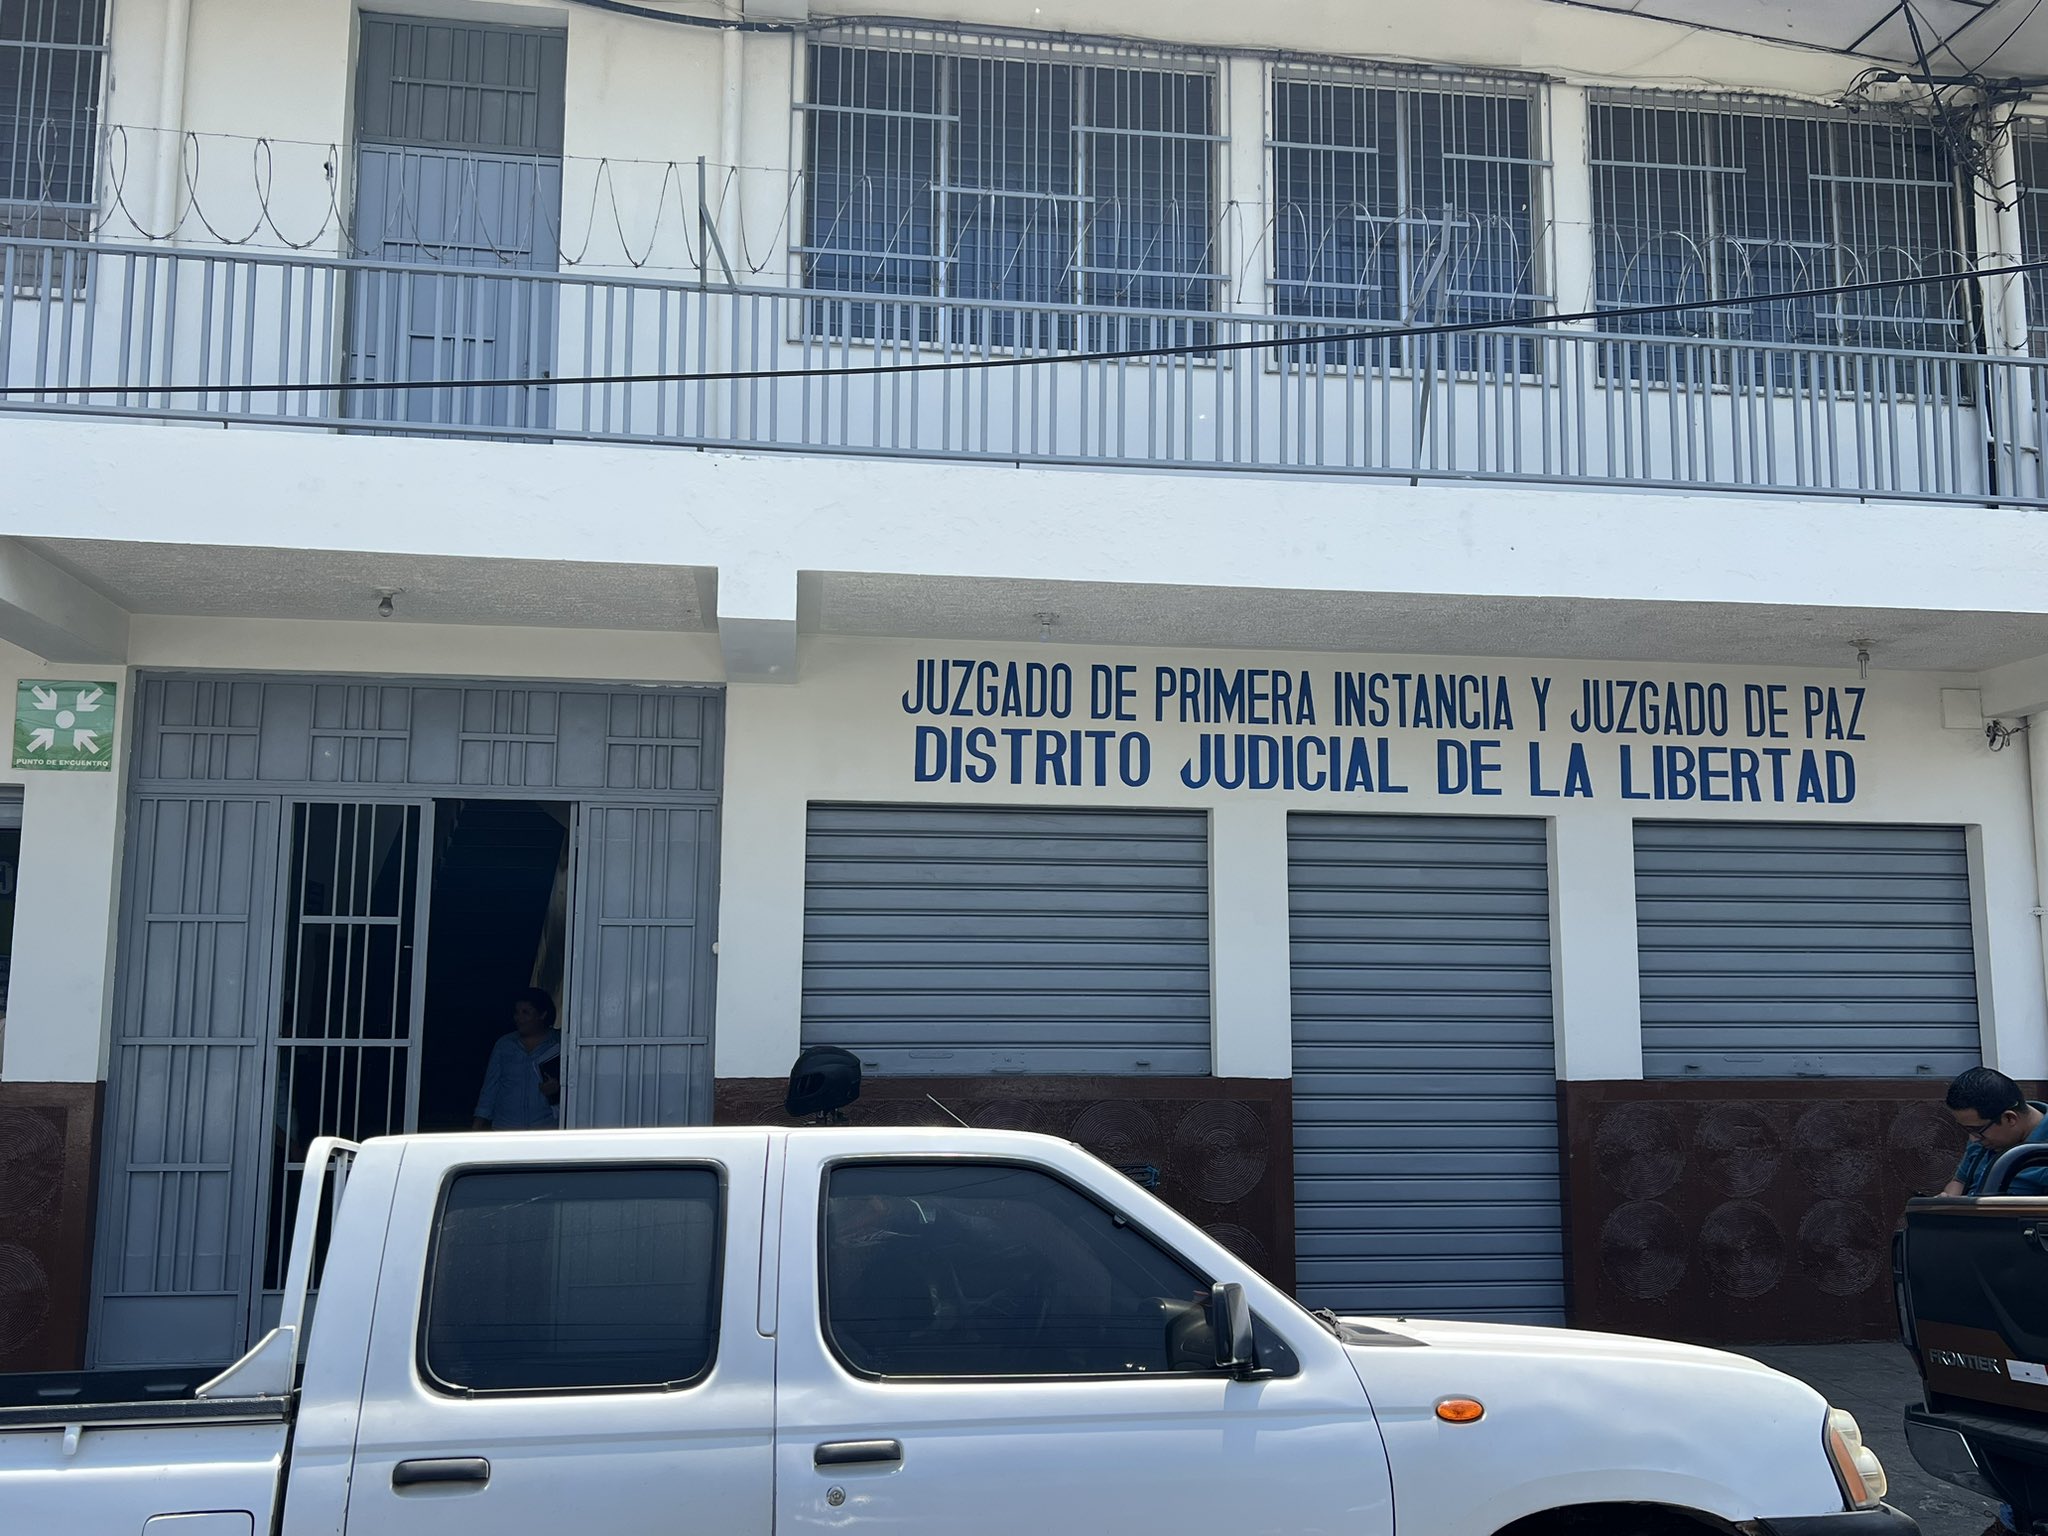 JUZGADO DE PRIMERA INSTANCIA Y JUZGADO DE PAZ
DISTRITO JUDICIAL DE LA LIBERTAD
PUNTO DE ENCUENTRO
FRONTIER